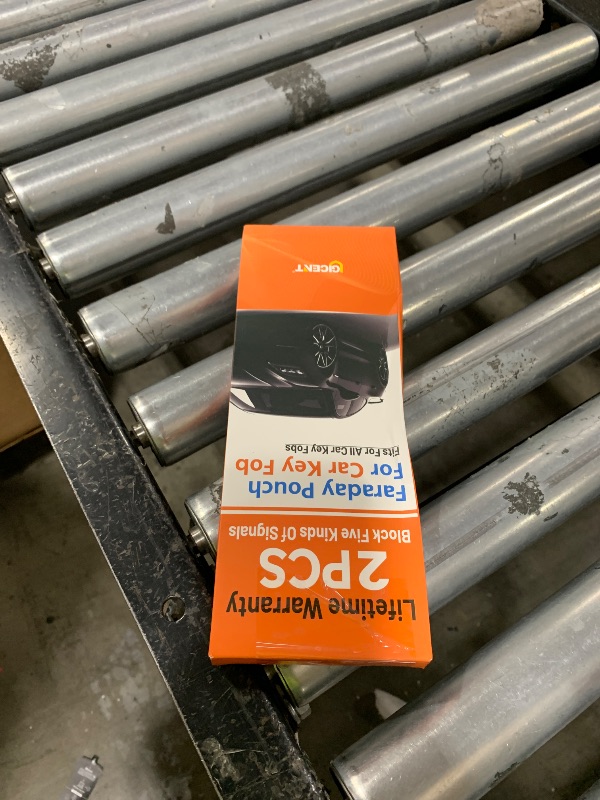 Lifetime Warranty
2PCS
Block Five Kinds Of Signals
Faraday Pouch
For Car Key Fob
Fits For All Car Key Fobs
GICENT